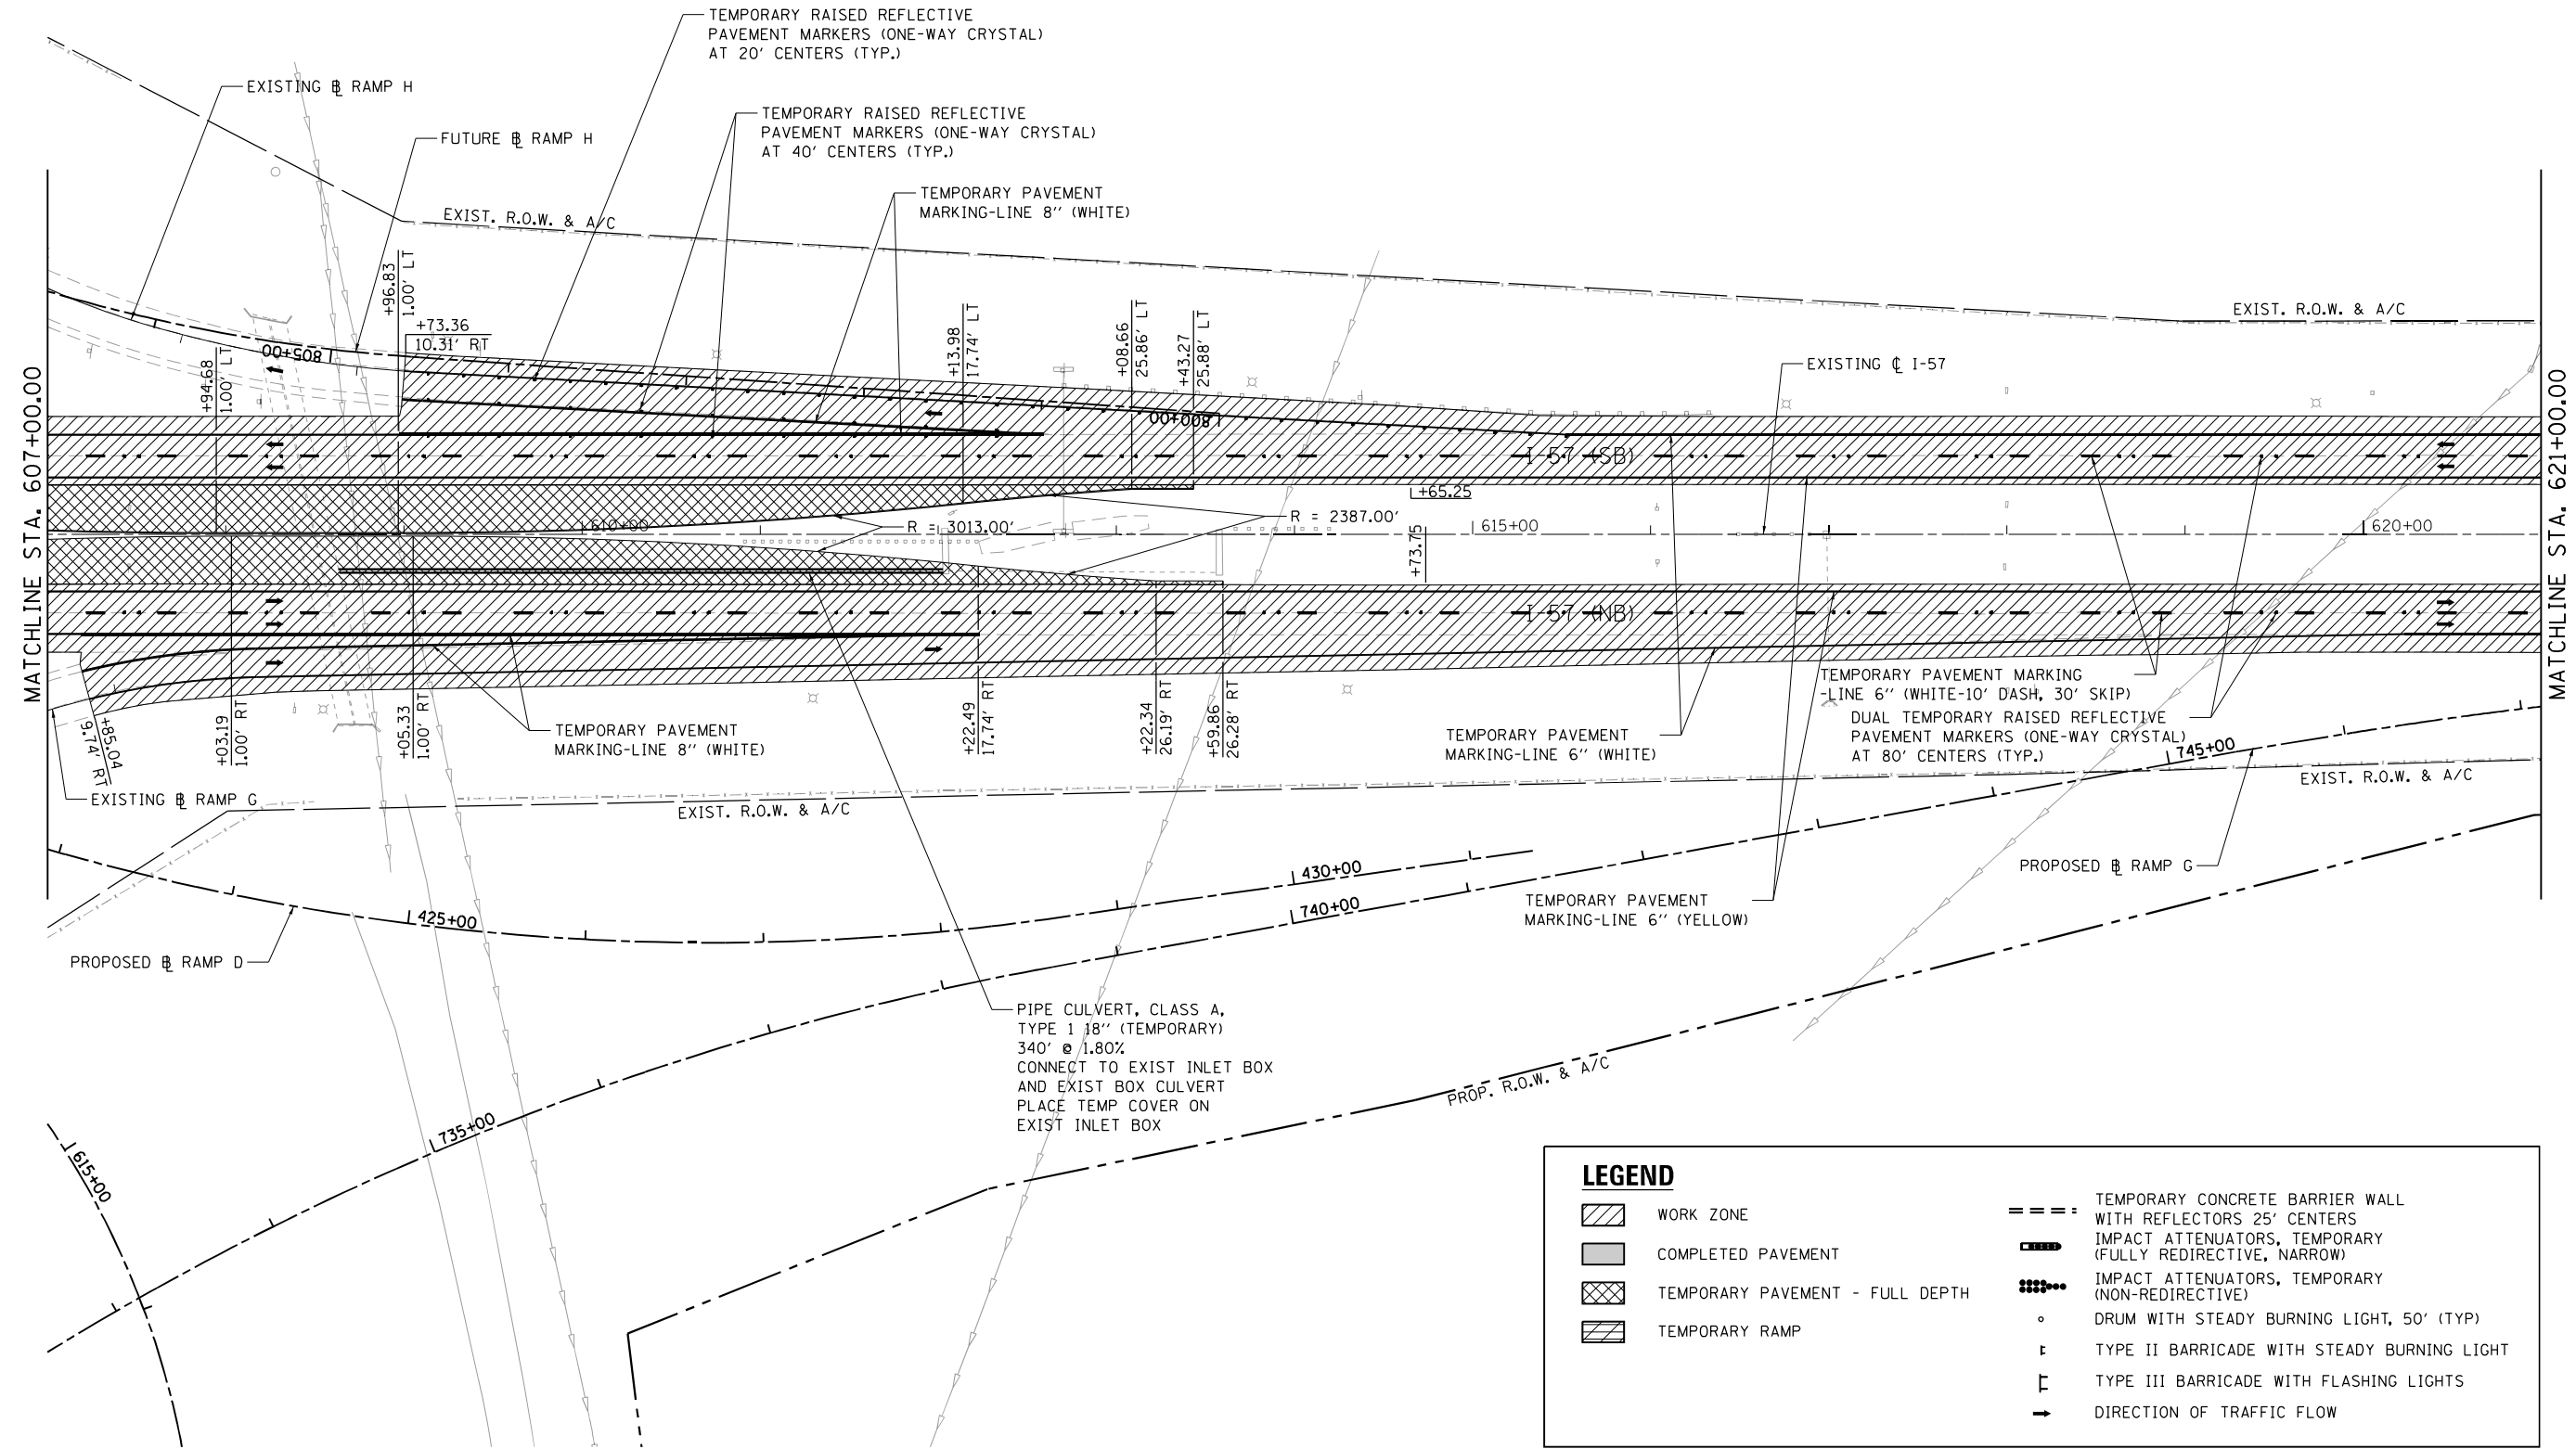 TEMPORARY RAISED REFLECTIVE
PAVEMENT MARKERS (ONE-WAY CRYSTAL)
AT 20' CENTERS (TYP.)
EXISTING ℄ RAMP H
TEMPORARY RAISED REFLECTIVE
PAVEMENT MARKERS (ONE-WAY CRYSTAL)
AT 40' CENTERS (TYP.)
FUTURE ℄ RAMP H
TEMPORARY PAVEMENT
MARKING-LINE 8'' (WHITE)
EXIST. R.O.W. & A/C
EXIST. R.O.W. & A/C
+96.83
1.00' LT
+73.36
10.31' RT
+94.68
1.00' LT
805+00
+13.98
17.74' LT
+08.66
25.86' LT
+43.27
25.88' LT
800+00
EXISTING ℄ I-57
MATCHLINE STA. 607+00.00
MATCHLINE STA. 621+00.00
I-57 (SB)
+65.25
R = 3013.00'
R = 2387.00'
610+00
615+00
620+00
+73.75
I-57 (NB)
+85.04
9.74' RT
+03.19
1.00' RT
+05.33
1.00' RT
+22.49
17.74' RT
+22.34
26.19' RT
+59.86
26.28' RT
TEMPORARY PAVEMENT
MARKING-LINE 8'' (WHITE)
TEMPORARY PAVEMENT
MARKING-LINE 6'' (WHITE)
TEMPORARY PAVEMENT MARKING
-LINE 6'' (WHITE-10' DASH, 30' SKIP)
DUAL TEMPORARY RAISED REFLECTIVE
PAVEMENT MARKERS (ONE-WAY CRYSTAL)
AT 80' CENTERS (TYP.)
745+00
EXISTING ℄ RAMP G
EXIST. R.O.W. & A/C
EXIST. R.O.W. & A/C
PROPOSED ℄ RAMP G
430+00
740+00
425+00
TEMPORARY PAVEMENT
MARKING-LINE 6'' (YELLOW)
PROPOSED ℄ RAMP D
PIPE CULVERT, CLASS A,
TYPE 1 18'' (TEMPORARY)
340' @ 1.80%
CONNECT TO EXIST INLET BOX
AND EXIST BOX CULVERT
PLACE TEMP COVER ON
EXIST INLET BOX
PROP. R.O.W. & A/C
735+00
615+00
LEGEND
WORK ZONE
COMPLETED PAVEMENT
TEMPORARY PAVEMENT - FULL DEPTH
TEMPORARY RAMP
TEMPORARY CONCRETE BARRIER WALL
WITH REFLECTORS 25' CENTERS
IMPACT ATTENUATORS, TEMPORARY
(FULLY REDIRECTIVE, NARROW)
IMPACT ATTENUATORS, TEMPORARY
(NON-REDIRECTIVE)
DRUM WITH STEADY BURNING LIGHT, 50' (TYP)
TYPE II BARRICADE WITH STEADY BURNING LIGHT
TYPE III BARRICADE WITH FLASHING LIGHTS
DIRECTION OF TRAFFIC FLOW